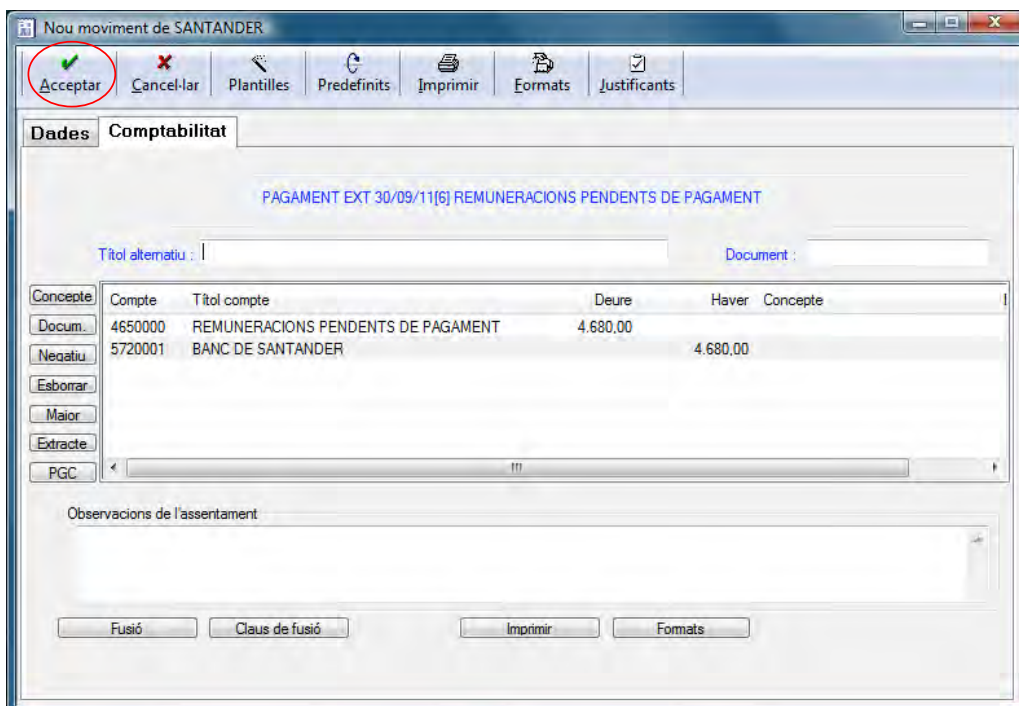 Nou moviment de SANTANDER
Acceptar Cancel·lar Plantilles Predefinits Imprimir Formats Justificants
Dades Comptabilitat
PAGAMENT EXT 30/09/11[6] REMUNERACIONS PENDENTS DE PAGAMENT
Títol alternatiu : Document :
Concepte Compte Títol compte Deure Haver Concepte
Docum. 4650000 REMUNERACIONS PENDENTS DE PAGAMENT 4.680,00
Negatiu 5720001 BANC DE SANTANDER 4.680,00
Esborrar
Major
Extracte
PGC
Observacions de l'assentament
Fusió Claus de fusió Imprimir Formats